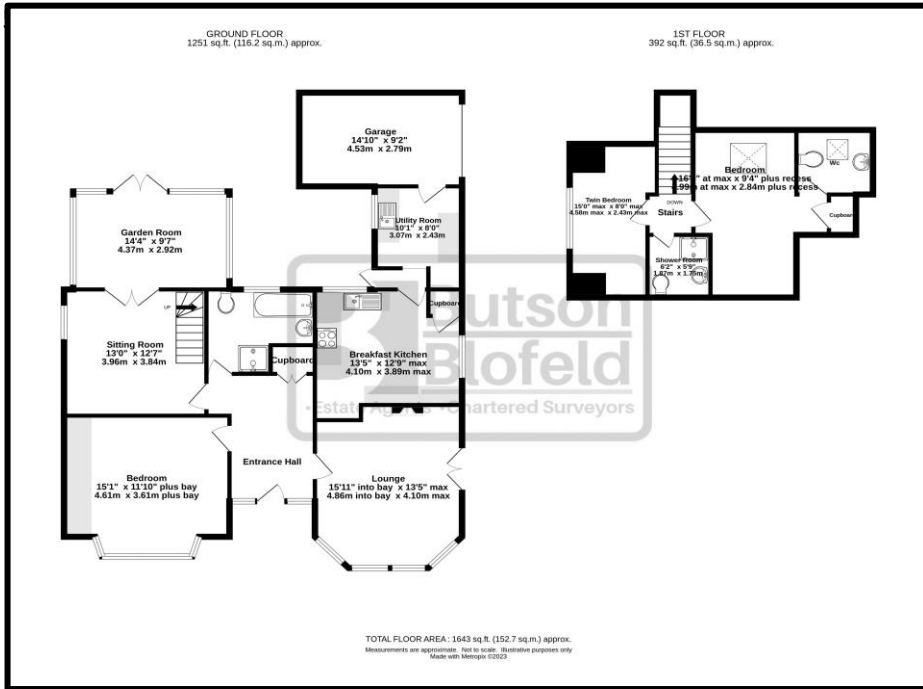 GROUND FLOOR
1251 sq.ft. (116.2 sq.m.) approx.
1ST FLOOR
392 sq.ft. (36.5 sq.m.) approx.
Garage
14'10" x 9'2"
4.53m x 2.79m
Utility Room
10'1" x 8'0"
3.07m x 2.43m
Garden Room
14'4" x 9'7"
4.37m x 2.92m
UP
Sitting Room
13'0" x 12'7"
3.96m x 3.84m
Cupboard
Cupboard
Breakfast Kitchen
13'5" x 12'9" max
4.10m x 3.89m max
Entrance Hall
Bedroom
15'1" x 11'10" plus bay
4.61m x 3.61m plus bay
Lounge
15'11" into bay x 13'5" max
4.86m into bay x 4.10m max
Twin Bedroom
15'0" max x 8'0" max
4.58m max x 2.43m max
DOWN
Stairs
Shower Room
6'2" x 5'9"
1.87m x 1.75m
Bedroom
at max x 9'4" plus recess
at max x 2.84m plus recess
Wc
Cupboard
Butson
Blofeld
•Estate Agents •Chartered Surveyors
TOTAL FLOOR AREA : 1643 sq.ft. (152.7 sq.m.) approx.
Measurements are approximate. Not to scale. Illustrative purposes only
Made with Metropix ©2023